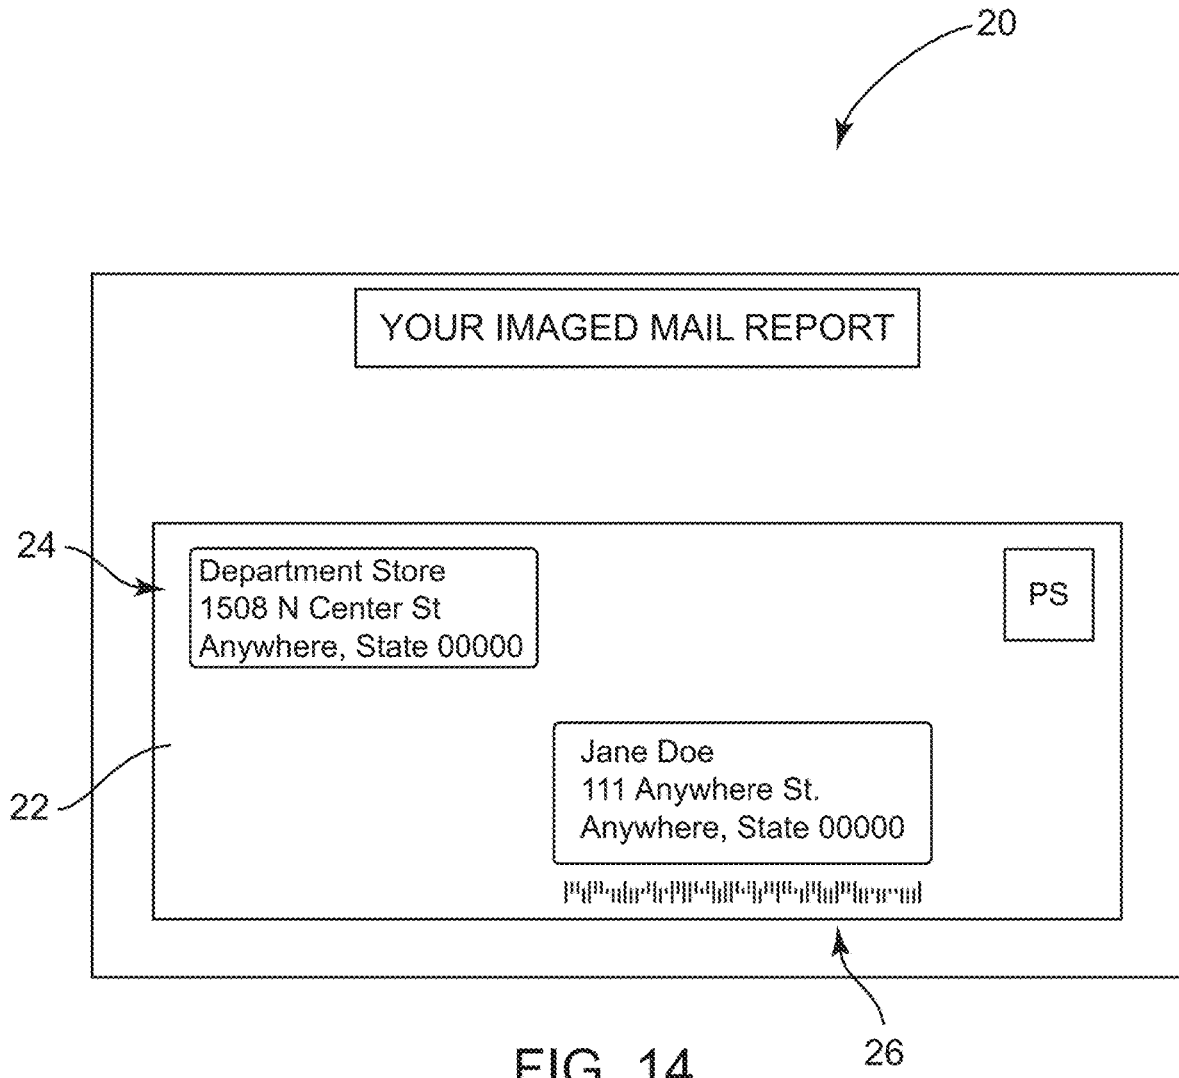 20
YOUR IMAGED MAIL REPORT
24
Department Store
1508 N Center St
Anywhere, State 00000
PS
22
Jane Doe
111 Anywhere St.
Anywhere, State 00000
26
FIG. 14